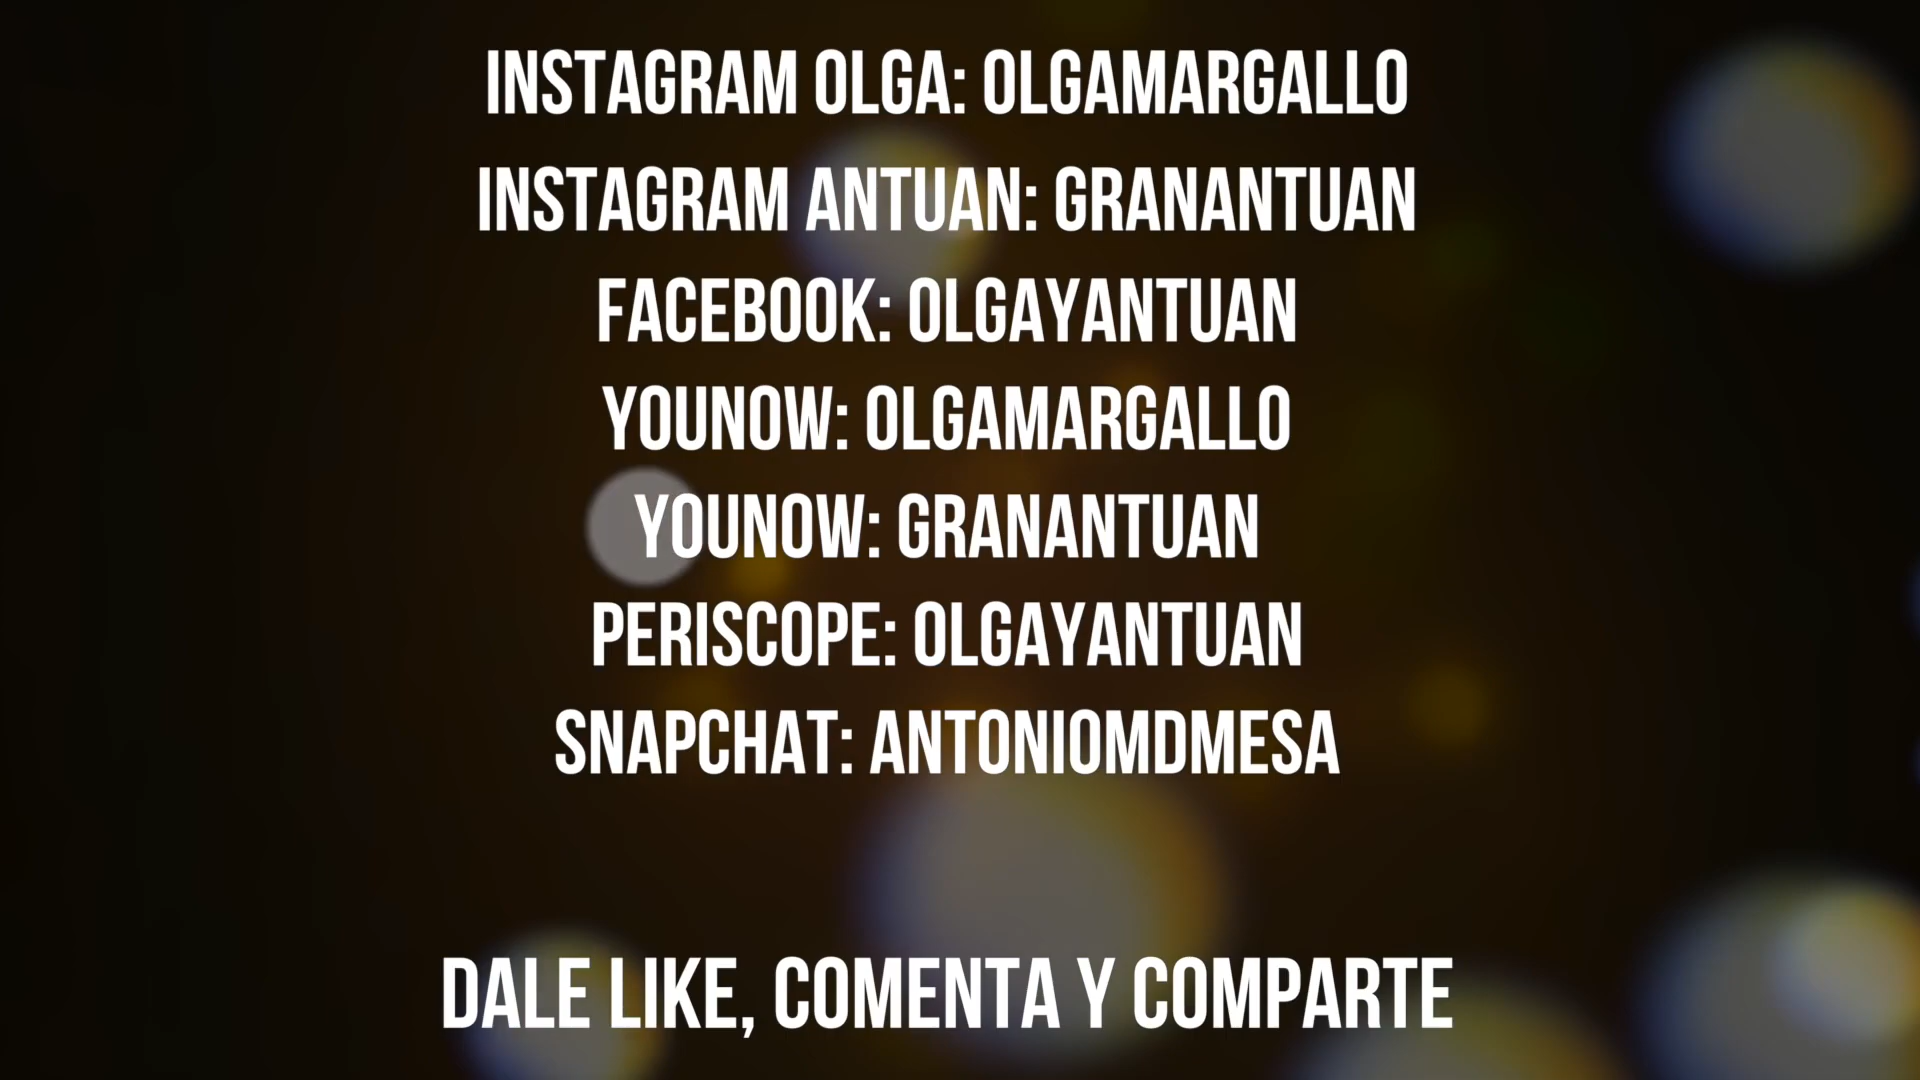 INSTAGRAM OLGA: OLGAMARGALLO
INSTAGRAM ANTUAN: GRANANTUAN
FACEBOOK: OLGAYANTUAN
YOUNOW: OLGAMARGALLO
YOUNOW: GRANANTUAN
PERISCOPE: OLGAYANTUAN
SNAPCHAT: ANTONIOMDMESA
DALE LIKE, COMENTA Y COMPARTE